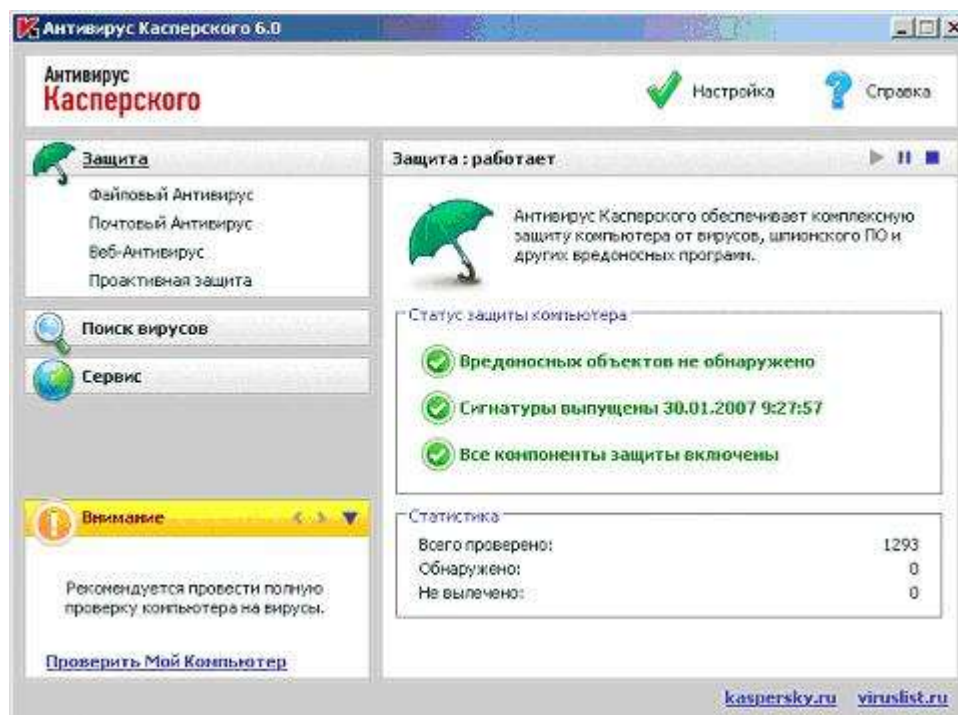 Антивирус Касперского 6.0
Антивирус
Касперского
Настройка
Справка
Защита
Файловый Антивирус
Почтовый Антивирус
Веб-Антивирус
Проактивная защита
Поиск вирусов
Сервис
Внимание
Рекомендуется провести полную
проверку компьютера на вирусы.
Проверить Мой Компьютер
Защита : работает
Антивирус Касперского обеспечивает комплексную
защиту компьютера от вирусов, шпионского ПО и
других вредоносных программ.
Статус защиты компьютера
Вредоносных объектов не обнаружено
Сигнатуры выпущены 30.01.2007 9:27:57
Все компоненты защиты включены
Статистика
Всего проверено: 1293
Обнаружено: 0
Не вылечено: 0
kaspersky.ru viruslist.ru